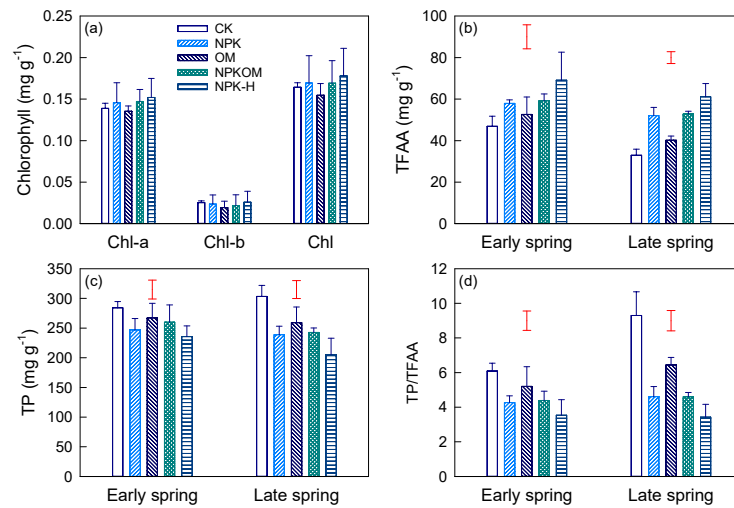 (a)
CK
NPK
OM
NPKOM
NPK-H
Chlorophyll (mg g⁻¹)
0.25
0.20
0.15
0.10
0.05
0.00
Chl-a Chl-b Chl
(b)
TFAA (mg g⁻¹)
100
80
60
40
20
0
Early spring Late spring
(c)
TP (mg g⁻¹)
350
300
250
200
150
100
50
0
Early spring Late spring
(d)
TP/TFAA
12
10
8
6
4
2
0
Early spring Late spring